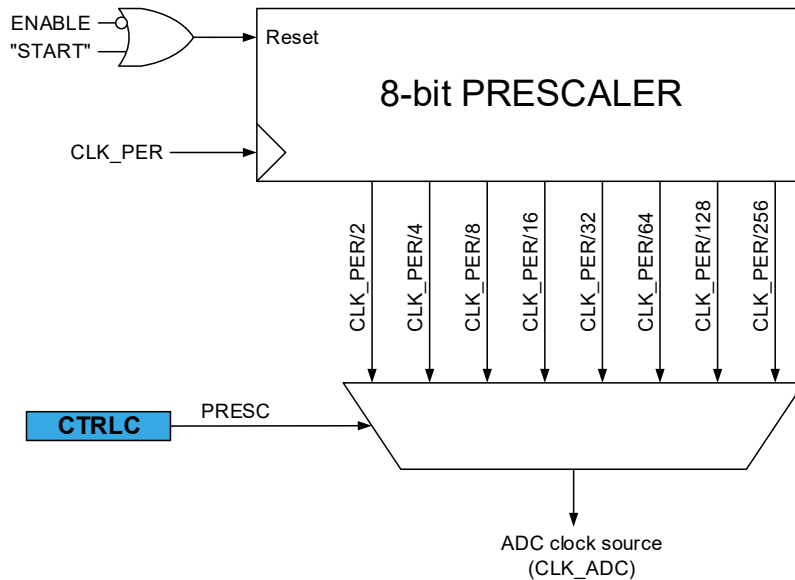 ENABLE
"START"
Reset
8-bit PRESCALER
CLK_PER
CLK_PER/2
CLK_PER/4
CLK_PER/8
CLK_PER/16
CLK_PER/32
CLK_PER/64
CLK_PER/128
CLK_PER/256
CTRLC
PRESC
ADC clock source
(CLK_ADC)